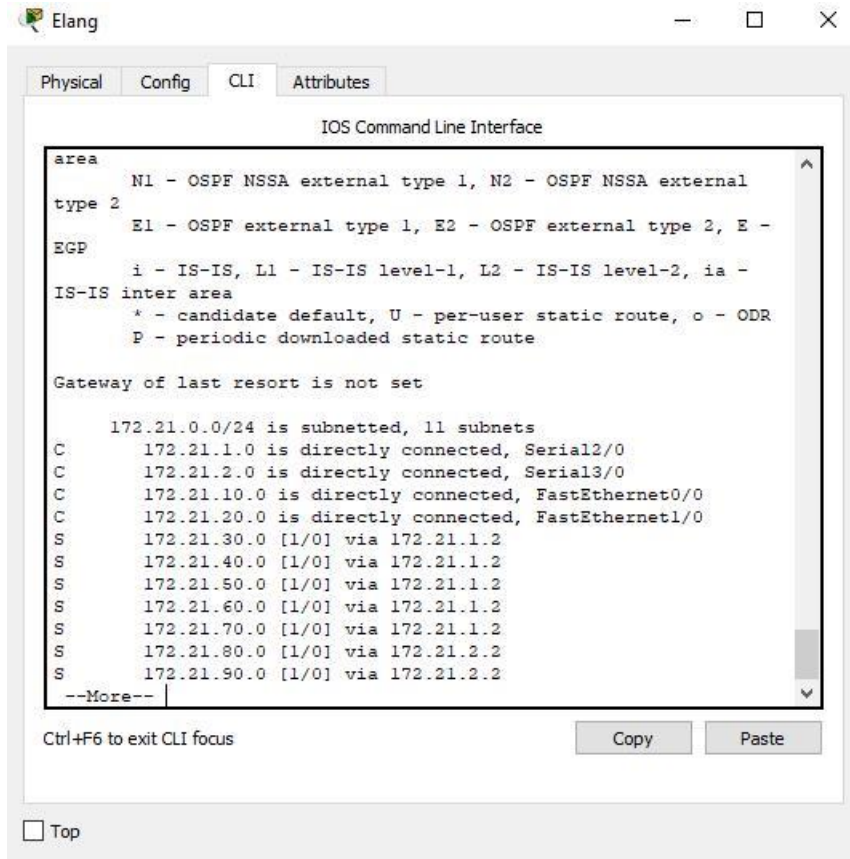 Elang
Physical Config CLI Attributes
IOS Command Line Interface
area
N1 - OSPF NSSA external type 1, N2 - OSPF NSSA external
type 2
E1 - OSPF external type 1, E2 - OSPF external type 2, E -
EGP
i - IS-IS, L1 - IS-IS level-1, L2 - IS-IS level-2, ia -
IS-IS inter area
* - candidate default, U - per-user static route, o - ODR
P - periodic downloaded static route
Gateway of last resort is not set
172.21.0.0/24 is subnetted, 11 subnets
C 172.21.1.0 is directly connected, Serial2/0
C 172.21.2.0 is directly connected, Serial3/0
C 172.21.10.0 is directly connected, FastEthernet0/0
C 172.21.20.0 is directly connected, FastEthernet1/0
S 172.21.30.0 [1/0] via 172.21.1.2
S 172.21.40.0 [1/0] via 172.21.1.2
S 172.21.50.0 [1/0] via 172.21.1.2
S 172.21.60.0 [1/0] via 172.21.1.2
S 172.21.70.0 [1/0] via 172.21.1.2
S 172.21.80.0 [1/0] via 172.21.2.2
S 172.21.90.0 [1/0] via 172.21.2.2
--More--
Ctrl+F6 to exit CLI focus Copy Paste
Top